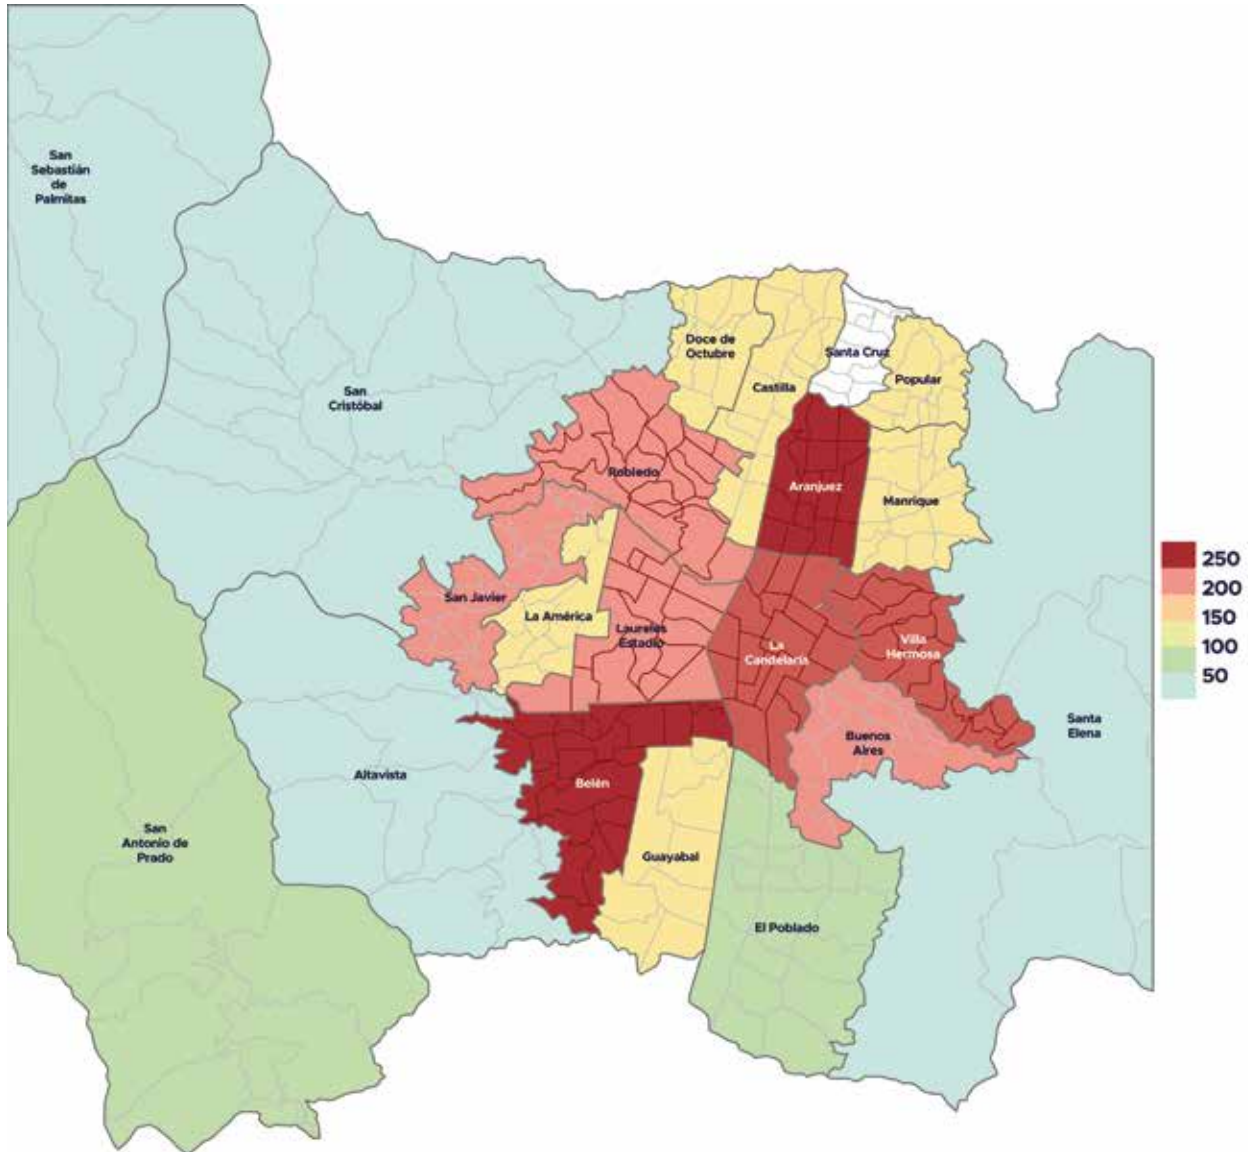 San
Sebastián
de
Palmitas
San
Cristóbal
Doce de
Octubre
Castilla
Santa Cruz
Popular
Robledo
Aranjuez
Manrique
San Javier
La América
Laureles
Estadio
La
Candelaria
Villa
Hermosa
Buenos
Aires
Santa
Elena
Altavista
Belén
San
Antonio de
Prado
Guayabal
El Poblado
250
200
150
100
50